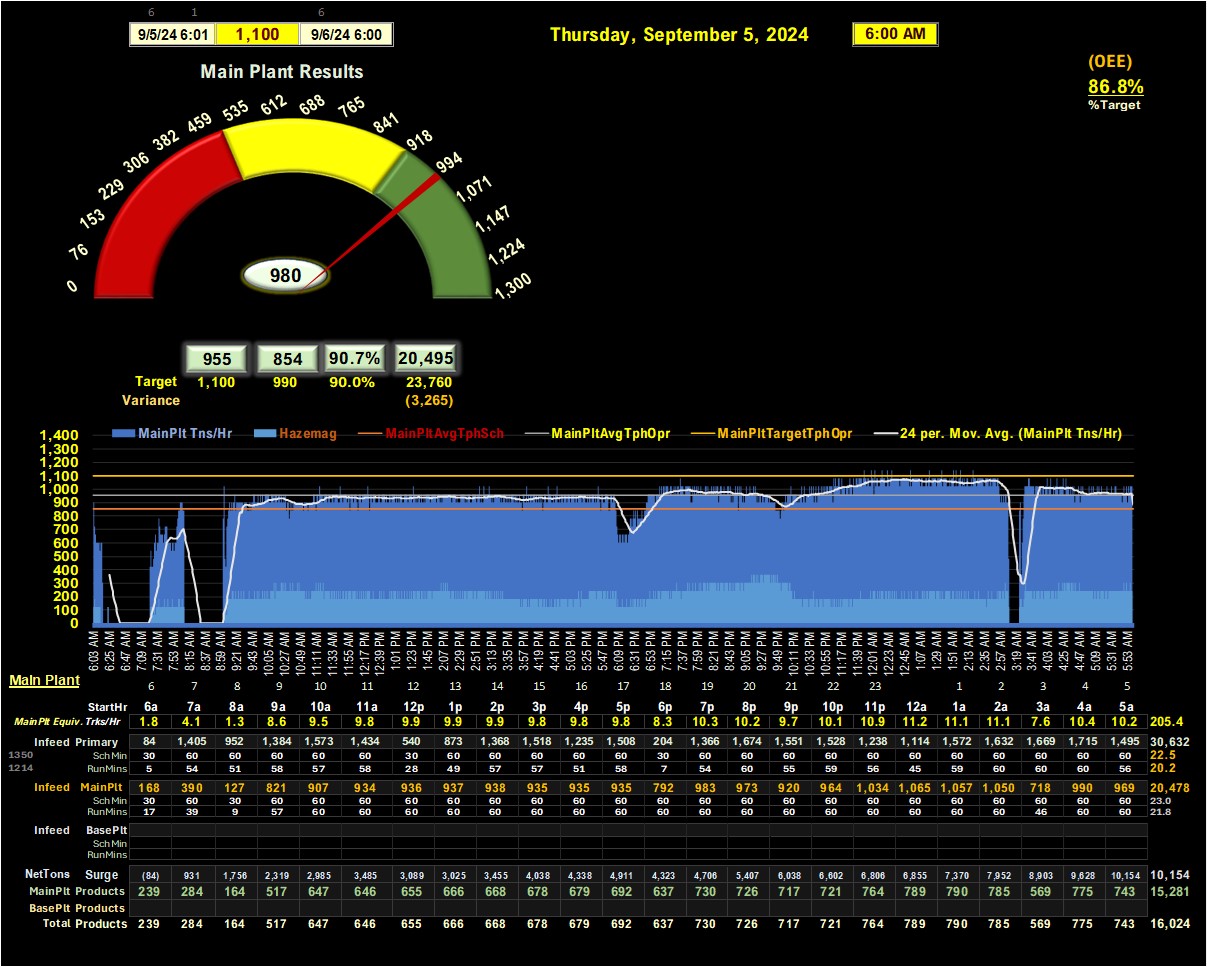 6 1 6
9/5/24 6:01 1,100 9/6/24 6:00 Thursday, September 5, 2024 6:00 AM
(OEE)
86.8%
%Target
Main Plant Results
0 76 153 229 306 382 459 535 612 688 765 841 918 994 1,071 1,147 1,224 1,300
980
955 854 90.7% 20,495
Target 1,100 990 90.0% 23,760
Variance (3,265)
MainPlt Tns/Hr Hazemag MainPltAvgTphSch MainPltAvgTphOpr MainPltTargetTphOpr 24 per. Mov. Avg. (MainPlt Tns/Hr)
1,400
1,300
1,200
1,100
1,000
900
800
700
600
500
400
300
200
100
0
6:03 AM 6:25 AM 6:47 AM 7:09 AM 7:31 AM 7:53 AM 8:15 AM 8:37 AM 8:59 AM 9:21 AM 9:43 AM 10:05 AM 10:27 AM 10:49 AM 11:11 AM 11:33 AM 11:55 AM 12:17 PM 12:39 PM 1:01 PM 1:23 PM 1:45 PM 2:07 PM 2:29 PM 2:51 PM 3:13 PM 3:35 PM 3:57 PM 4:19 PM 4:41 PM 5:03 PM 5:25 PM 5:47 PM 6:09 PM 6:31 PM 6:53 PM 7:15 PM 7:37 PM 7:59 PM 8:21 PM 8:43 PM 9:05 PM 9:27 PM 9:49 PM 10:11 PM 10:33 PM 10:55 PM 11:17 PM 11:39 PM 12:01 AM 12:23 AM 12:45 AM 1:07 AM 1:29 AM 1:51 AM 2:13 AM 2:35 AM 2:57 AM 3:19 AM 3:41 AM 4:03 AM 4:25 AM 4:47 AM 5:09 AM 5:31 AM 5:53 AM
Main Plant 6 7 8 9 10 11 12 13 14 15 16 17 18 19 20 21 22 23 1 2 3 4 5
StartHr 6a 7a 8a 9a 10a 11a 12p 1p 2p 3p 4p 5p 6p 7p 8p 9p 10p 11p 12a 1a 2a 3a 4a 5a
MainPlt Equiv. Trks/Hr 1.8 4.1 1.3 8.6 9.5 9.8 9.9 9.9 9.9 9.8 9.8 9.8 8.3 10.3 10.2 9.7 10.1 10.9 11.2 11.1 11.1 7.6 10.4 10.2 205.4
Infeed Primary 84 1,405 952 1,384 1,573 1,434 540 873 1,368 1,518 1,235 1,508 204 1,366 1,674 1,551 1,528 1,238 1,114 1,572 1,632 1,669 1,715 1,495 30,632
1350 SchMin 30 60 60 60 60 60 30 60 60 60 60 60 30 60 60 60 60 60 60 60 60 60 60 60 22.5
1214 RunMins 5 54 51 58 57 58 28 49 57 57 51 58 7 54 60 55 59 56 45 59 60 60 60 56 20.2
Infeed MainPlt 168 390 127 821 907 934 936 937 938 935 935 935 792 983 973 920 964 1,034 1,065 1,057 1,050 718 990 969 20,478
SchMin 30 60 30 60 60 60 60 60 60 60 60 60 60 60 60 60 60 60 60 60 60 60 60 60 23.0
RunMins 17 39 9 57 60 60 60 60 60 60 60 60 60 60 60 60 60 60 60 60 60 46 60 60 21.8
Infeed BasePlt
SchMin
RunMins
NetTons Surge (84) 931 1,756 2,319 2,985 3,485 3,089 3,025 3,455 4,038 4,338 4,911 4,323 4,706 5,407 6,038 6,602 6,806 6,855 7,370 7,952 8,903 9,628 10,154 10,154
MainPlt Products 239 284 164 517 647 646 655 666 668 678 679 692 637 730 726 717 721 764 789 790 785 569 775 743 15,281
BasePlt Products
Total Products 239 284 164 517 647 646 655 666 668 678 679 692 637 730 726 717 721 764 789 790 785 569 775 743 16,024